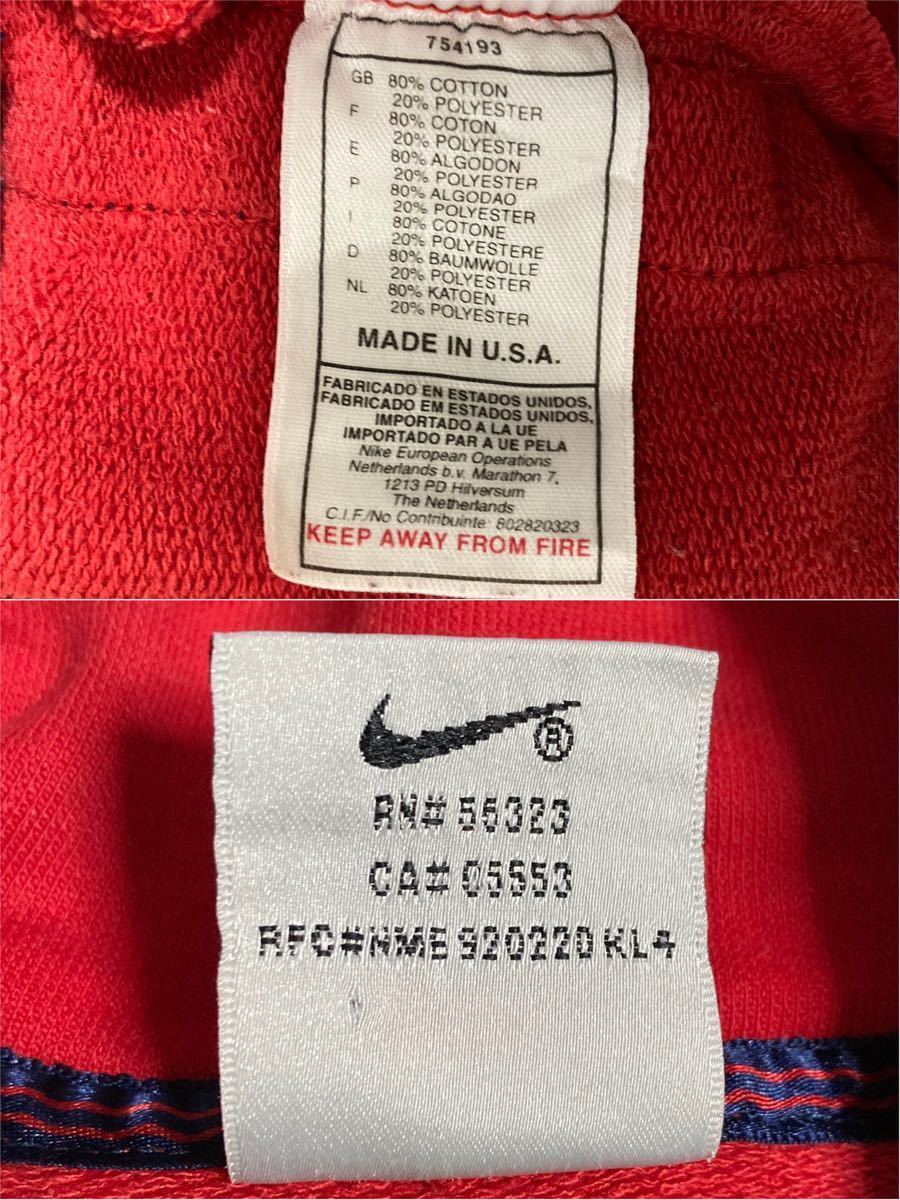 754193
GB 80% COTTON
20% POLYESTER
F 80% COTON
20% POLYESTER
E 80% ALGODON
20% POLYESTER
P 80% ALGODAO
20% POLYESTER
I 80% COTONE
20% POLYESTERE
D 80% BAUMWOLLE
20% POLYESTER
NL 80% KATOEN
20% POLYESTER
MADE IN U.S.A.
FABRICADO EN ESTADOS UNIDOS.
FABRICADO EM ESTADOS UNIDOS.
IMPORTADO A LA UE
IMPORTADO PAR A UE PELA
Nike European Operations
Netherlands b.v. Marathon 7,
1213 PD Hilversum
The Netherlands
C.I.F./No Contribuinte: 802820323
KEEP AWAY FROM FIRE
®
RN# 56323
CA# 05553
RFC#NME 920220 KL4